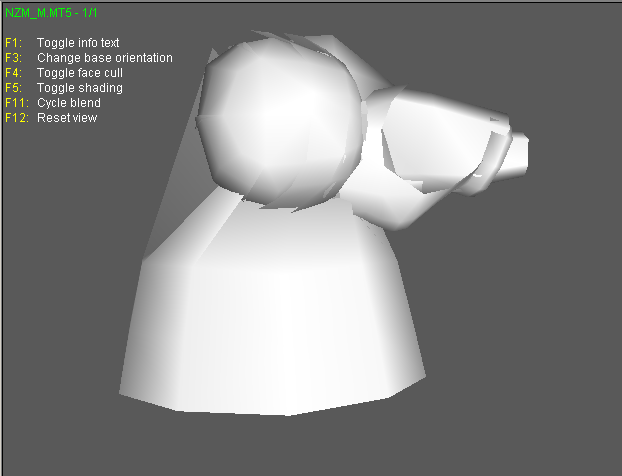 NZM_M.MT5 - 1/1
F1: Toggle info text
F3: Change base orientation
F4: Toggle face cull
F5: Toggle shading
F11: Cycle blend
F12: Reset view